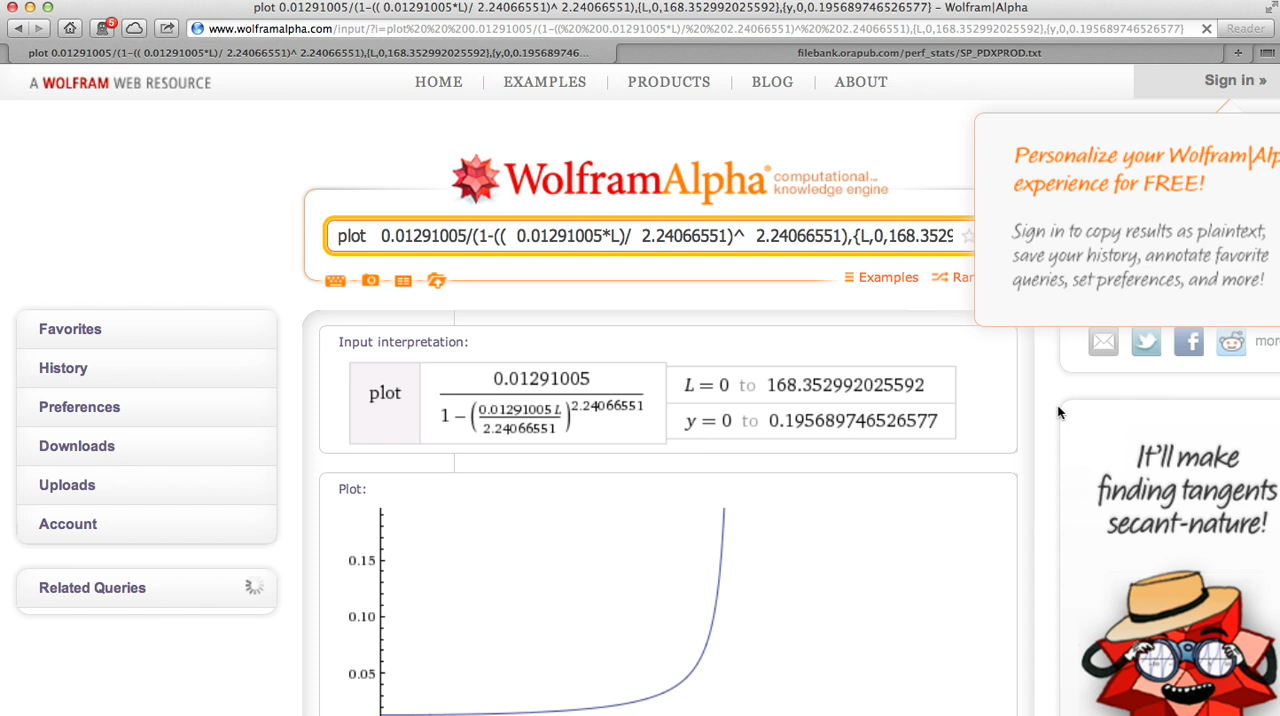 plot 0.01291005/(1-(( 0.01291005*L)/ 2.24066551)^ 2.24066551),{L,0,168.352992025592},{y,0,0.195689746526577} – Wolfram|Alpha
5
www.wolframalpha.com/input/?i=plot%20%20%200.01291005/(1-((%20%200.01291005*L)/%20%202.24066551)^%20%202.24066551),{L,0,168.352992025592},{y,0,0.195689746526577}
Reader
plot 0.01291005/(1-(( 0.01291005*L)/ 2.24066551)^ 2.24066551),{L,0,168.352992025592},{y,0,0.195689746...
filebank.orapub.com/perf_stats/SP_PDXPROD.txt
A WOLFRAM WEB RESOURCE
HOME EXAMPLES PRODUCTS BLOG ABOUT
Sign in »
Personalize your Wolfram|Alp
experience for FREE!
WolframAlpha computational...
knowledge engine
Sign in to copy results as plaintext,
save your history, annotate favorite
queries, set preferences, and more!
plot 0.01291005/(1-(( 0.01291005*L)/ 2.24066551)^ 2.24066551),{L,0,168.3529
Examples
Ran
Favorites
History
Preferences
Downloads
Uploads
Account
Related Queries
Input interpretation:
plot
0.01291005
1 − (0.01291005 L
2.24066551)^2.24066551
L = 0 to 168.352992025592
y = 0 to 0.195689746526577
more
Plot:
0.15
0.10
0.05
It'll make
finding tangents
secant-nature!